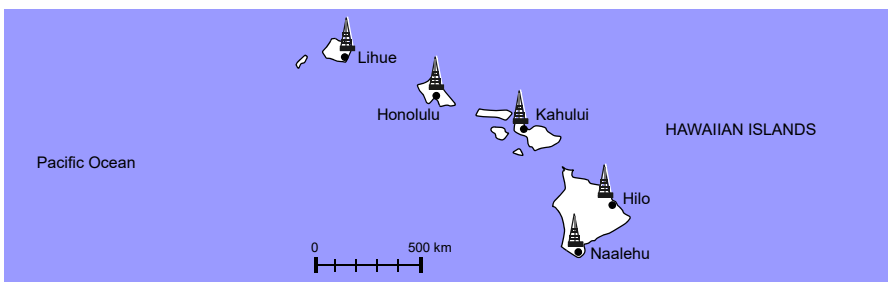 Lihue
Honolulu
Kahului
HAWAIIAN ISLANDS
Pacific Ocean
Hilo
0
500 km
Naalehu